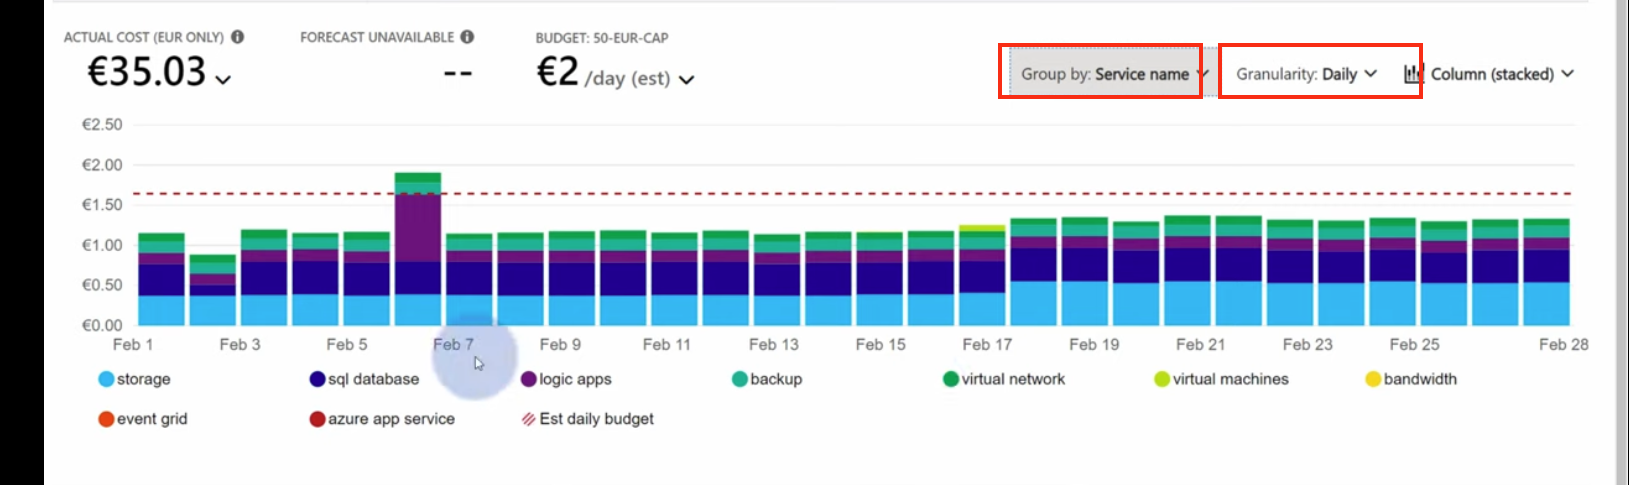 ACTUAL COST (EUR ONLY)
FORECAST UNAVAILABLE
BUDGET: 50-EUR-CAP
€35.03
--
€2 /day (est)
Group by: Service name
Granularity: Daily
Column (stacked)
€2.50
€2.00
€1.50
€1.00
€0.50
€0.00
Feb 1 Feb 3 Feb 5 Feb 7 Feb 9 Feb 11 Feb 13 Feb 15 Feb 17 Feb 19 Feb 21 Feb 23 Feb 25 Feb 28
storage sql database logic apps backup virtual network virtual machines bandwidth
event grid azure app service Est daily budget